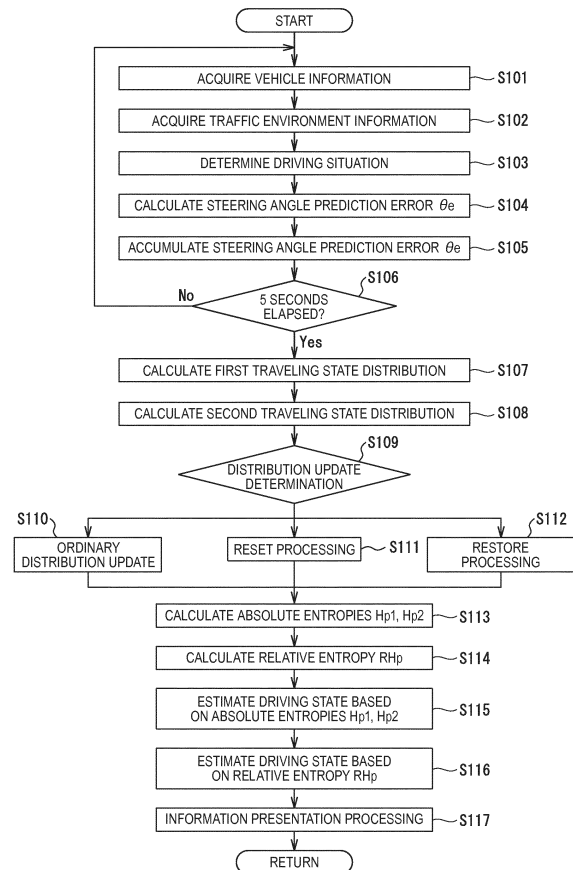 START
ACQUIRE VEHICLE INFORMATION
S101
ACQUIRE TRAFFIC ENVIRONMENT INFORMATION
S102
DETERMINE DRIVING SITUATION
S103
CALCULATE STEERING ANGLE PREDICTION ERROR θe
S104
ACCUMULATE STEERING ANGLE PREDICTION ERROR θe
S105
S106
No
5 SECONDS
ELAPSED?
Yes
CALCULATE FIRST TRAVELING STATE DISTRIBUTION
S107
CALCULATE SECOND TRAVELING STATE DISTRIBUTION
S108
S109
DISTRIBUTION UPDATE
DETERMINATION
S110
ORDINARY
DISTRIBUTION UPDATE
RESET PROCESSING
S111
S112
RESTORE
PROCESSING
CALCULATE ABSOLUTE ENTROPIES Hp1, Hp2
S113
CALCULATE RELATIVE ENTROPY RHp
S114
ESTIMATE DRIVING STATE BASED
ON ABSOLUTE ENTROPIES Hp1, Hp2
S115
ESTIMATE DRIVING STATE BASED
ON RELATIVE ENTROPY RHp
S116
INFORMATION PRESENTATION PROCESSING
S117
RETURN